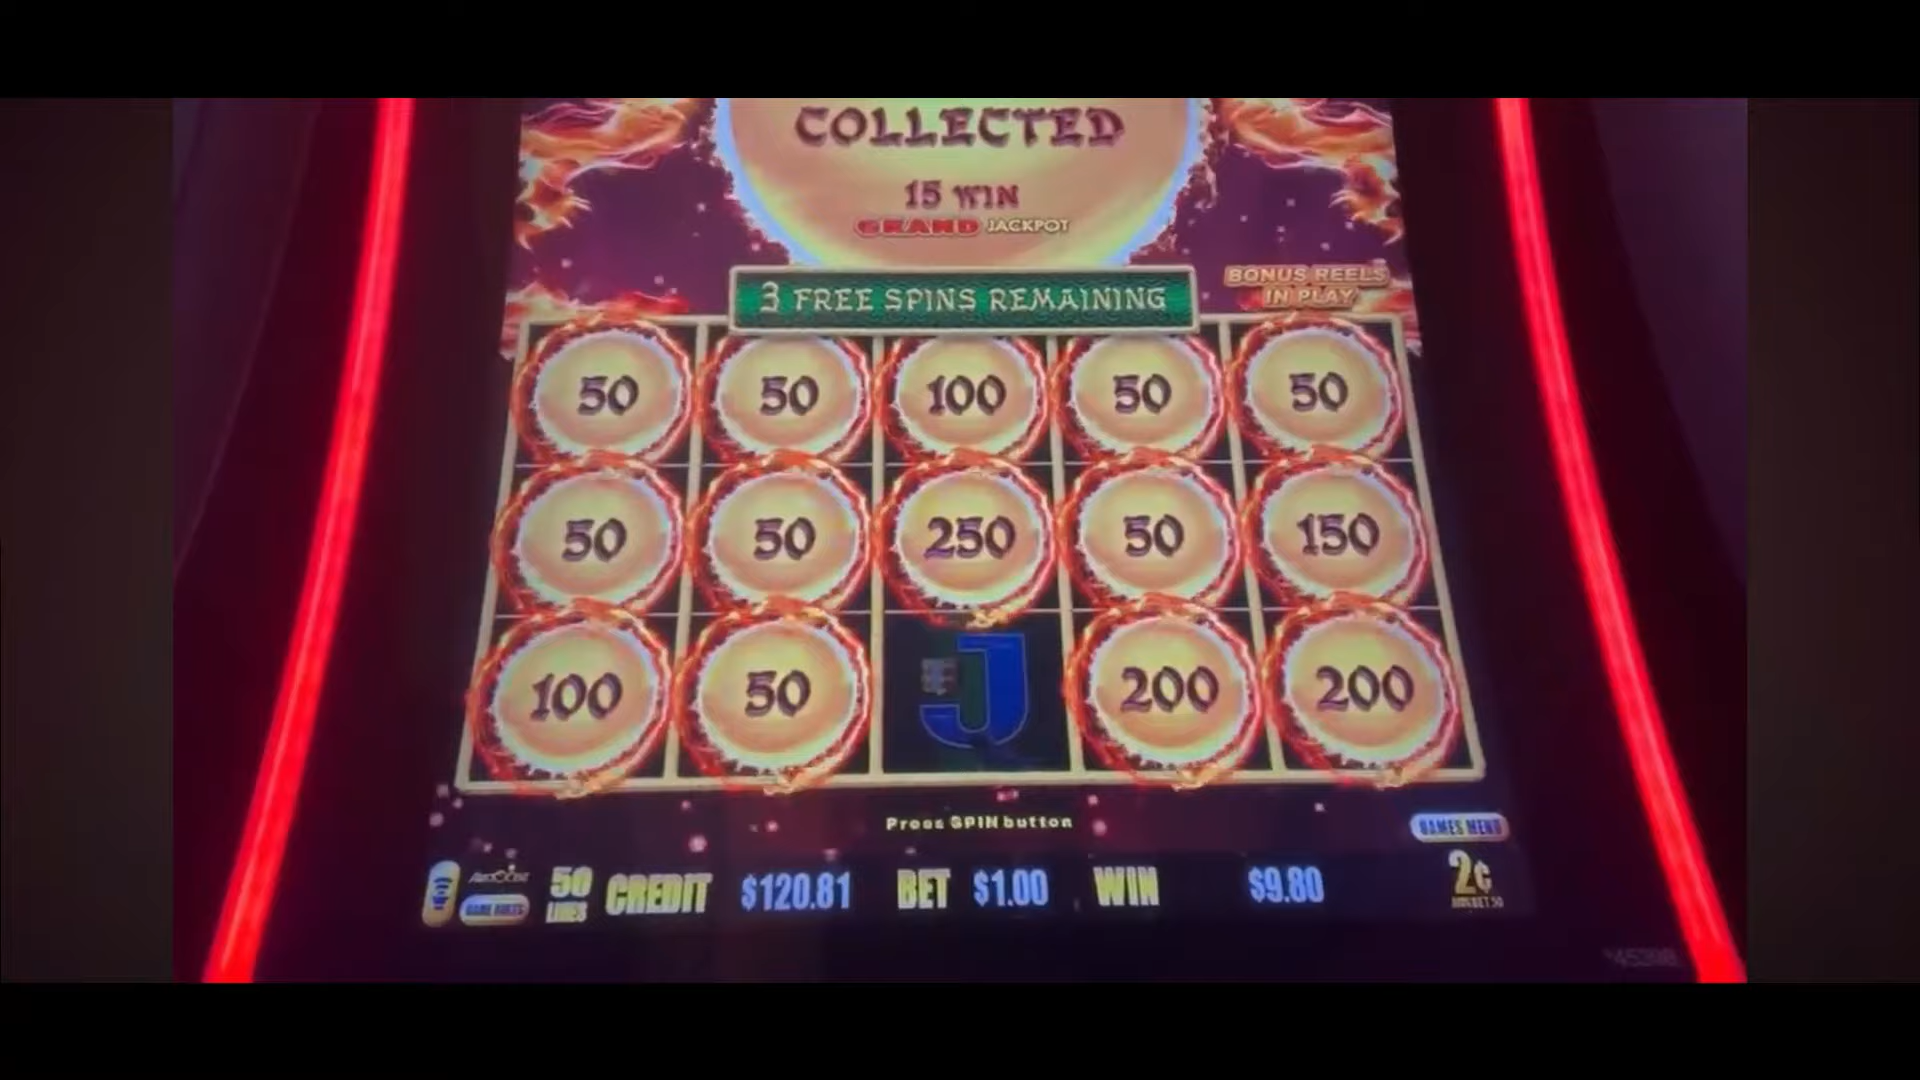 COLLECTED
15 WIN
GRAND JACKPOT
BONUS REELS
IN PLAY
3 FREE SPINS REMAINING
50 50 100 50 50
50 50 250 50 150
100 50 J 200 200
Press SPIN button
GAMES MENU
50 LINES CREDIT $120.81 BET $1.00 WIN $9.80 2¢
GAME RULES